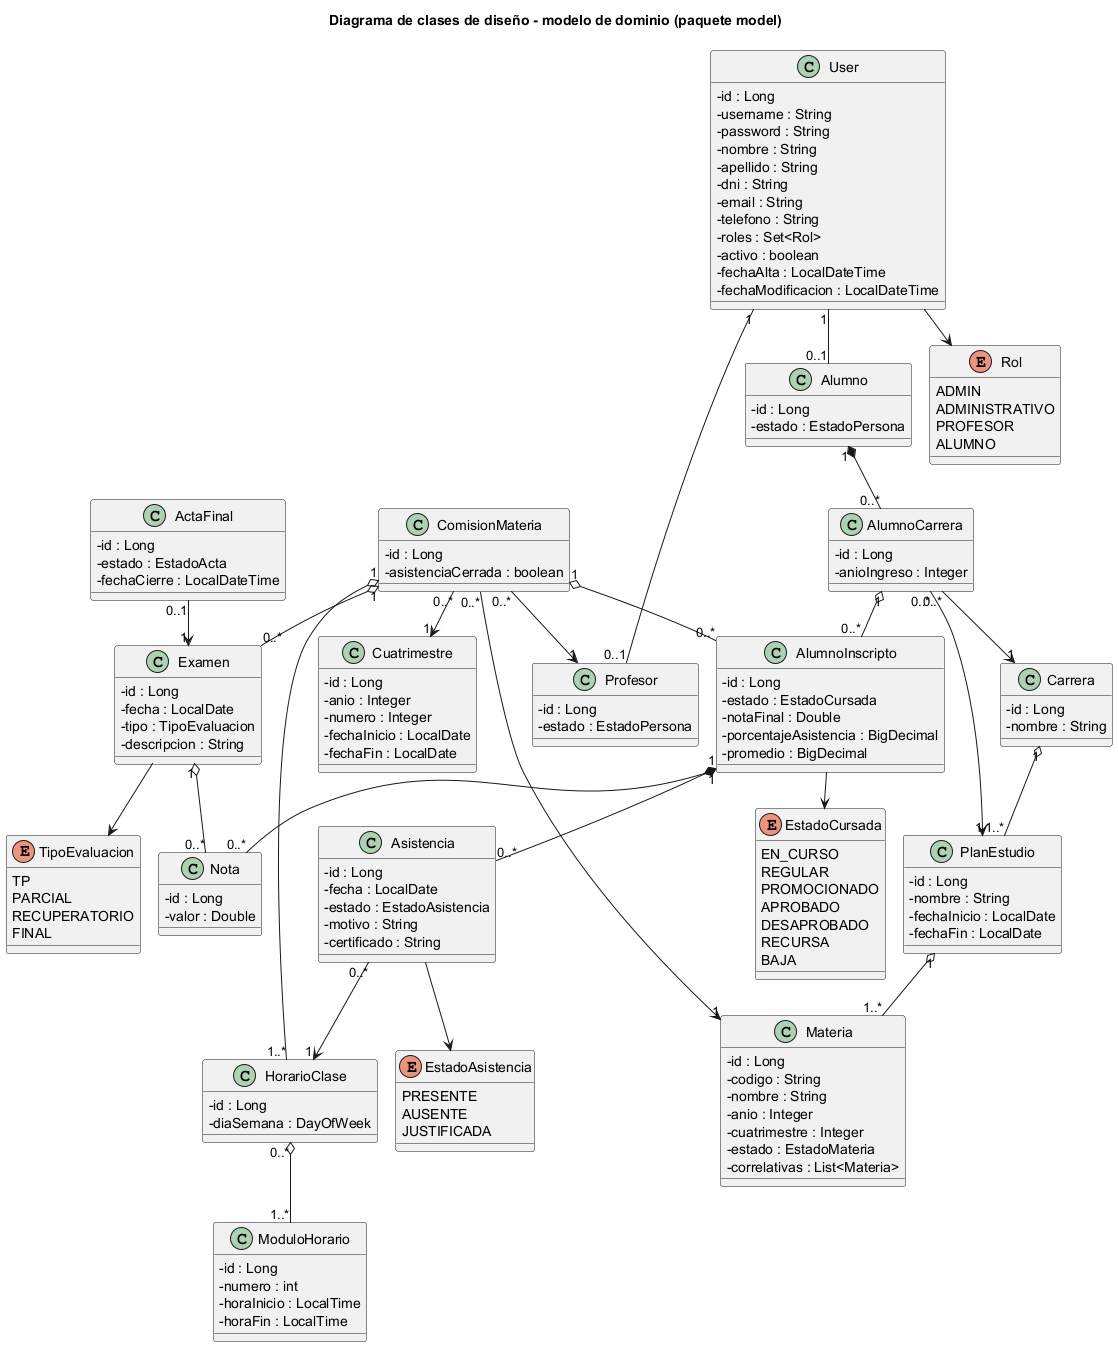 Diagrama de clases de diseño - modelo de dominio (paquete model)
C User
-id : Long
-username : String
-password : String
-nombre : String
-apellido : String
-dni : String
-email : String
-telefono : String
-roles : Set<Rol>
-activo : boolean
-fechaAlta : LocalDateTime
-fechaModificacion : LocalDateTime
1
1
0..1
C Alumno
-id : Long
-estado : EstadoPersona
1
0..*
E Rol
ADMIN
ADMINISTRATIVO
PROFESOR
ALUMNO
C ActaFinal
-id : Long
-estado : EstadoActa
-fechaCierre : LocalDateTime
0..1
1
C ComisionMateria
-id : Long
-asistenciaCerrada : boolean
1
1
1
0..*
0..*
0..*
0..*
1
1
0..*
0..1
C AlumnoCarrera
-id : Long
-anioIngreso : Integer
1
0..*
0..*
0..*
1
C Examen
-id : Long
-fecha : LocalDate
-tipo : TipoEvaluacion
-descripcion : String
1
0..*
C Cuatrimestre
-id : Long
-anio : Integer
-numero : Integer
-fechaInicio : LocalDate
-fechaFin : LocalDate
C Profesor
-id : Long
-estado : EstadoPersona
C AlumnoInscripto
-id : Long
-estado : EstadoCursada
-notaFinal : Double
-porcentajeAsistencia : BigDecimal
-promedio : BigDecimal
1
1
0..*
0..*
C Carrera
-id : Long
-nombre : String
1
1
1..*
E TipoEvaluacion
TP
PARCIAL
RECUPERATORIO
FINAL
C Nota
-id : Long
-valor : Double
C Asistencia
-id : Long
-fecha : LocalDate
-estado : EstadoAsistencia
-motivo : String
-certificado : String
0..*
1
1..*
E EstadoCursada
EN_CURSO
REGULAR
PROMOCIONADO
APROBADO
DESAPROBADO
RECURSA
BAJA
C PlanEstudio
-id : Long
-nombre : String
-fechaInicio : LocalDate
-fechaFin : LocalDate
1
1..*
1
C HorarioClase
-id : Long
-diaSemana : DayOfWeek
0..*
1..*
E EstadoAsistencia
PRESENTE
AUSENTE
JUSTIFICADA
C Materia
-id : Long
-codigo : String
-nombre : String
-anio : Integer
-cuatrimestre : Integer
-estado : EstadoMateria
-correlativas : List<Materia>
C ModuloHorario
-id : Long
-numero : int
-horaInicio : LocalTime
-horaFin : LocalTime